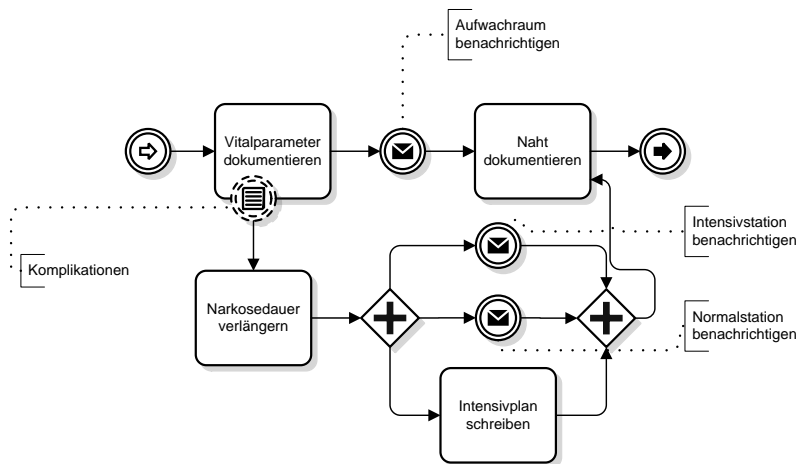 Aufwachraum
benachrichtigen
Vitalparameter
dokumentieren
Naht
dokumentieren
Intensivstation
benachrichtigen
Komplikationen
Narkosedauer
verlängern
Normalstation
benachrichtigen
Intensivplan
schreiben